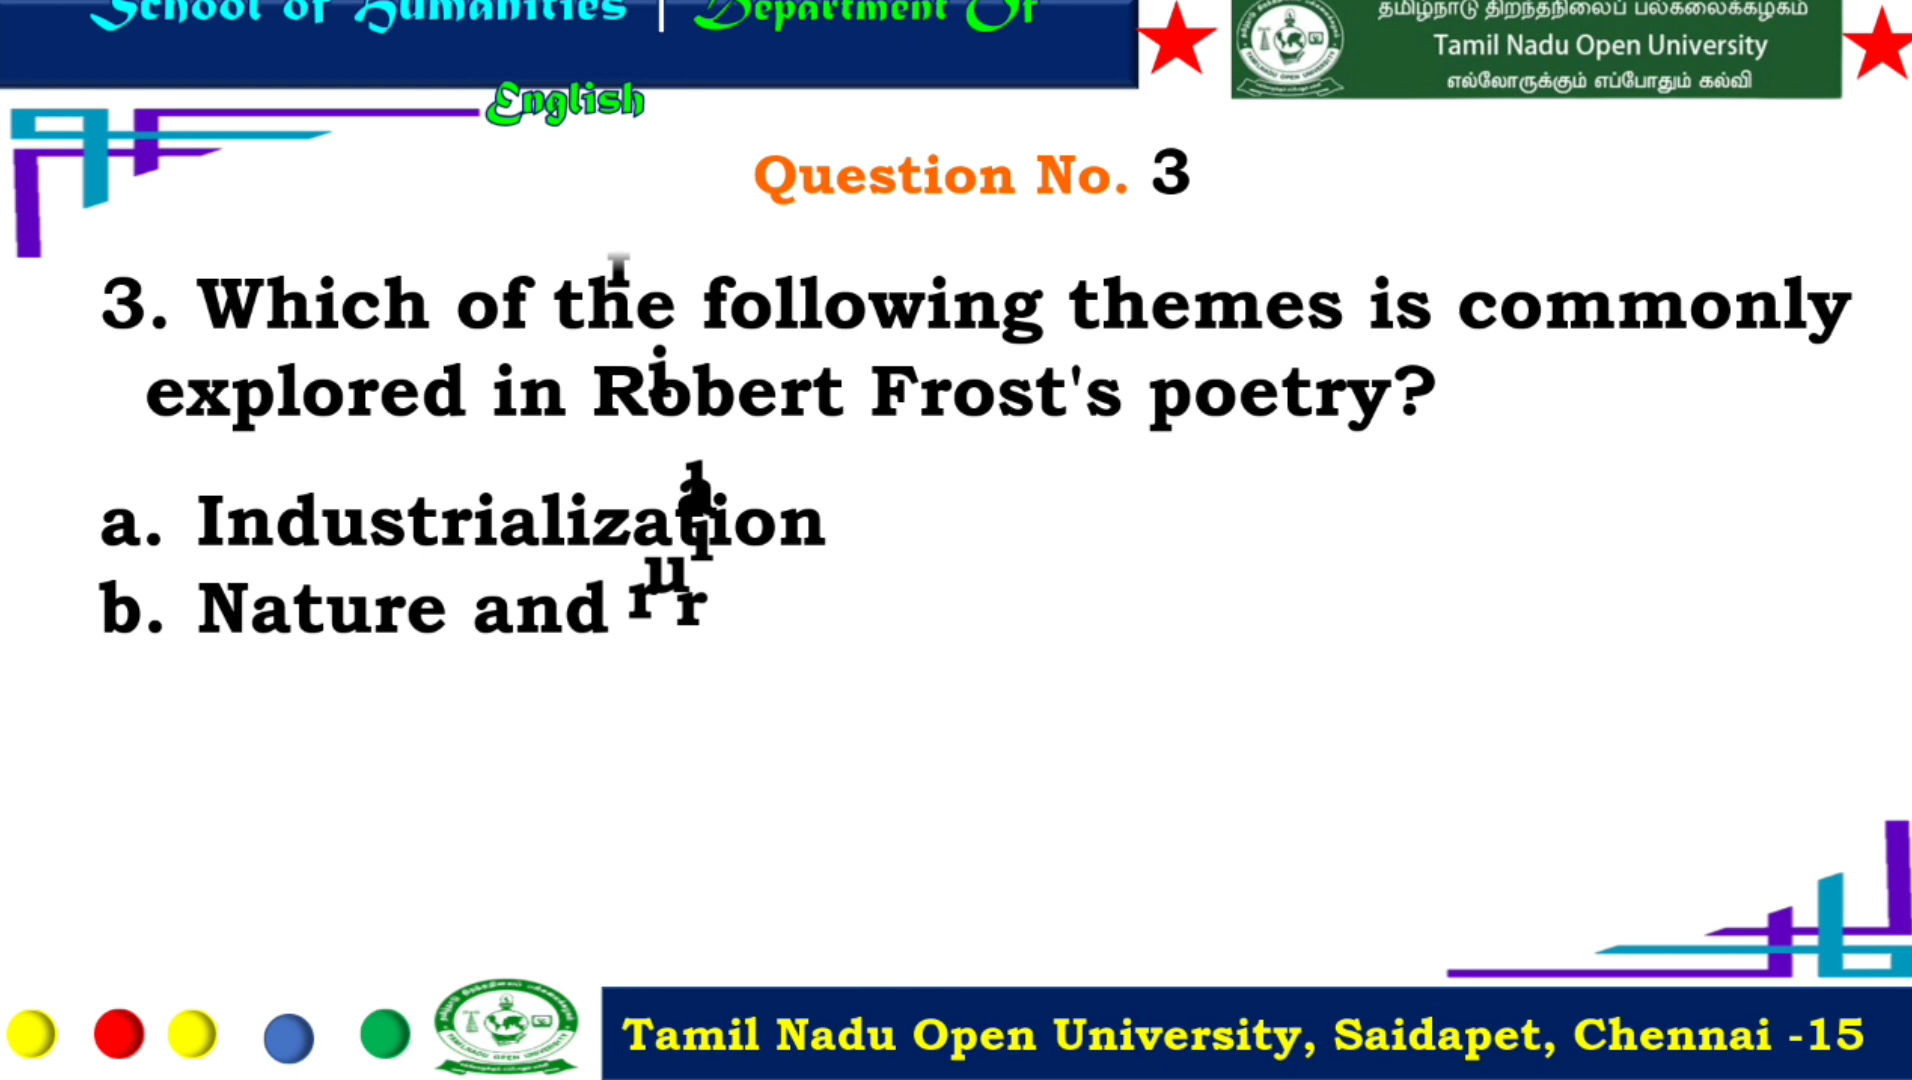 School of Humanities | Department Of
English
தமிழ்நாடு திறந்தநிலைப் பல்கலைக்கழகம்
Tamil Nadu Open University
எல்லோருக்கும் எப்போதும் கல்வி
Question No. 3
3. Which of the following themes is commonly
explored in Robert Frost's poetry?
a. Industrialization
b. Nature and
Tamil Nadu Open University, Saidapet, Chennai -15